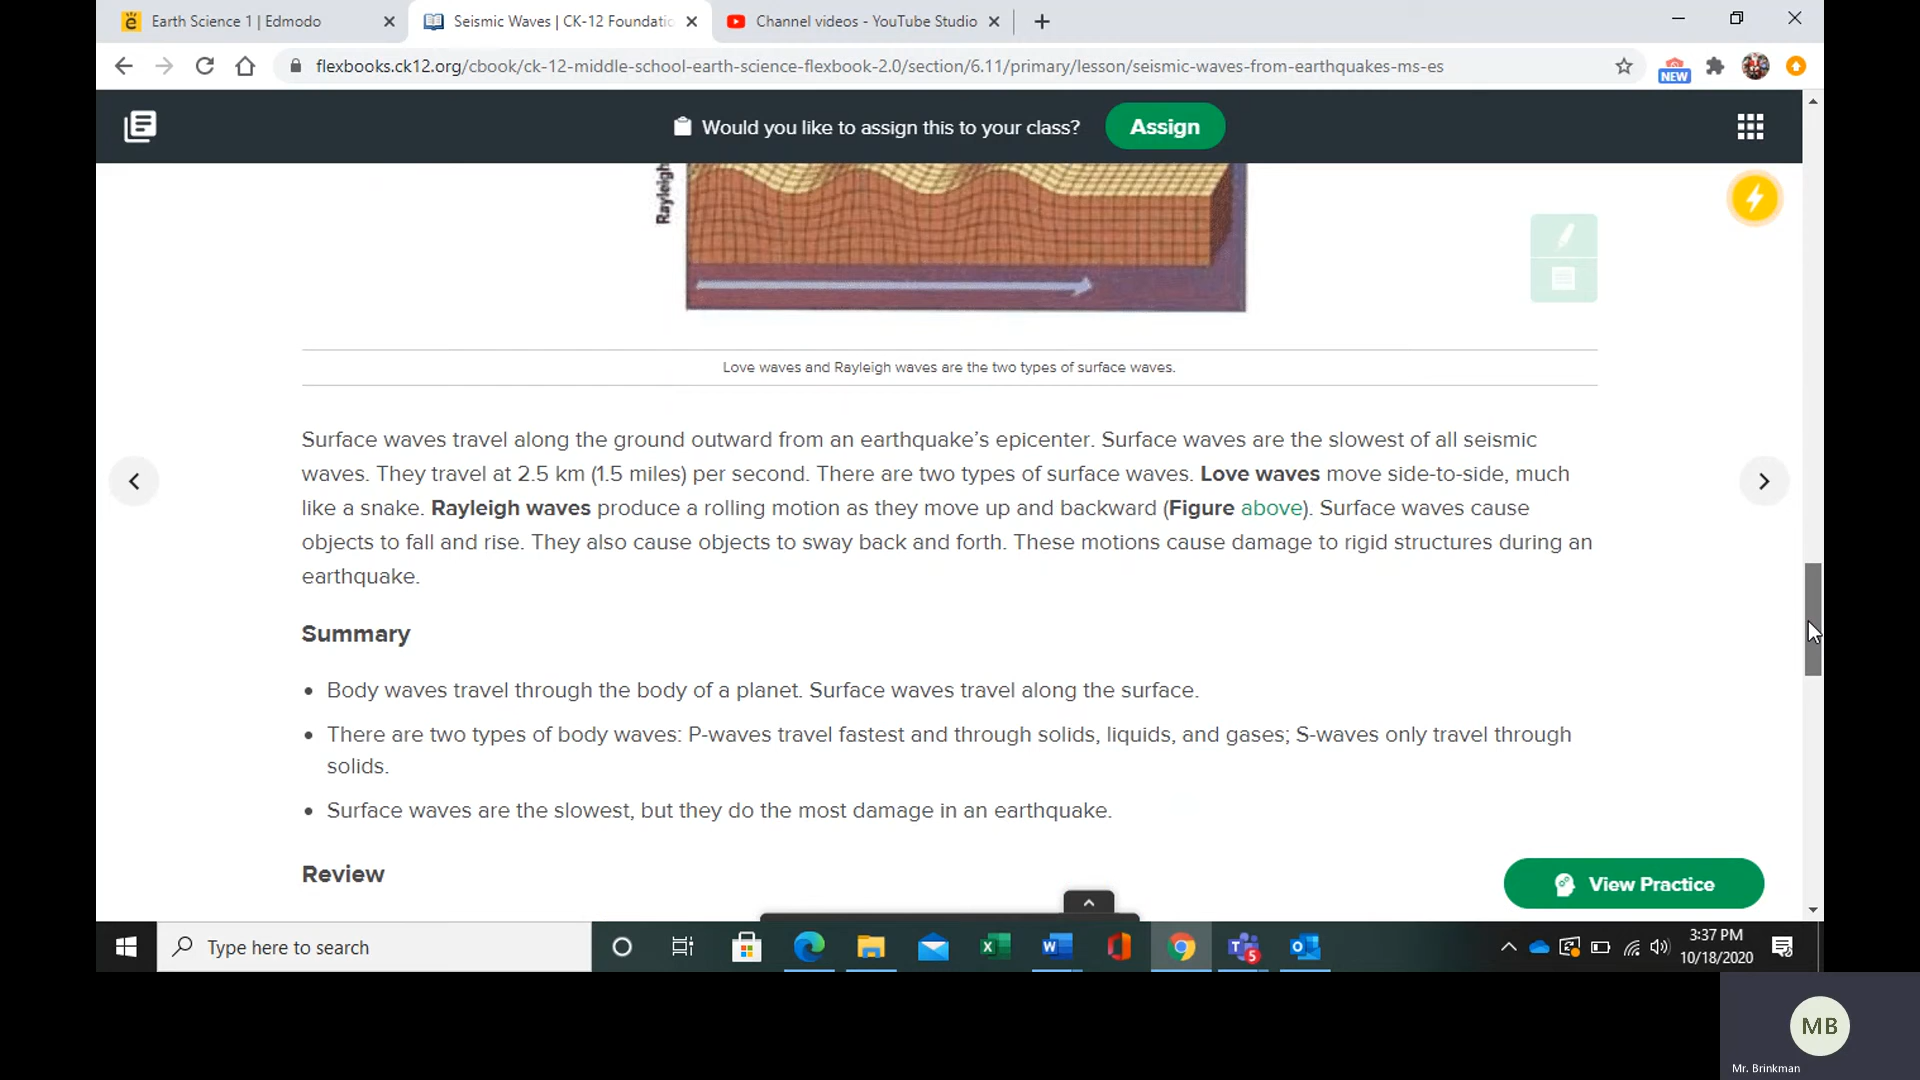 Earth Science 1 | Edmodo
Seismic Waves | CK-12 Foundatio
Channel videos - YouTube Studio
flexbooks.ck12.org/cbook/ck-12-middle-school-earth-science-flexbook-2.0/section/6.11/primary/lesson/seismic-waves-from-earthquakes-ms-es
NEW
Would you like to assign this to your class?
Assign
Rayleigh
Love waves and Rayleigh waves are the two types of surface waves.
Surface waves travel along the ground outward from an earthquake’s epicenter. Surface waves are the slowest of all seismic
waves. They travel at 2.5 km (1.5 miles) per second. There are two types of surface waves. Love waves move side-to-side, much
like a snake. Rayleigh waves produce a rolling motion as they move up and backward (Figure above). Surface waves cause
objects to fall and rise. They also cause objects to sway back and forth. These motions cause damage to rigid structures during an
earthquake.
Summary
• Body waves travel through the body of a planet. Surface waves travel along the surface.
• There are two types of body waves: P-waves travel fastest and through solids, liquids, and gases; S-waves only travel through
solids.
• Surface waves are the slowest, but they do the most damage in an earthquake.
Review
View Practice
Type here to search
5
3:37 PM
10/18/2020
MB
Mr. Brinkman